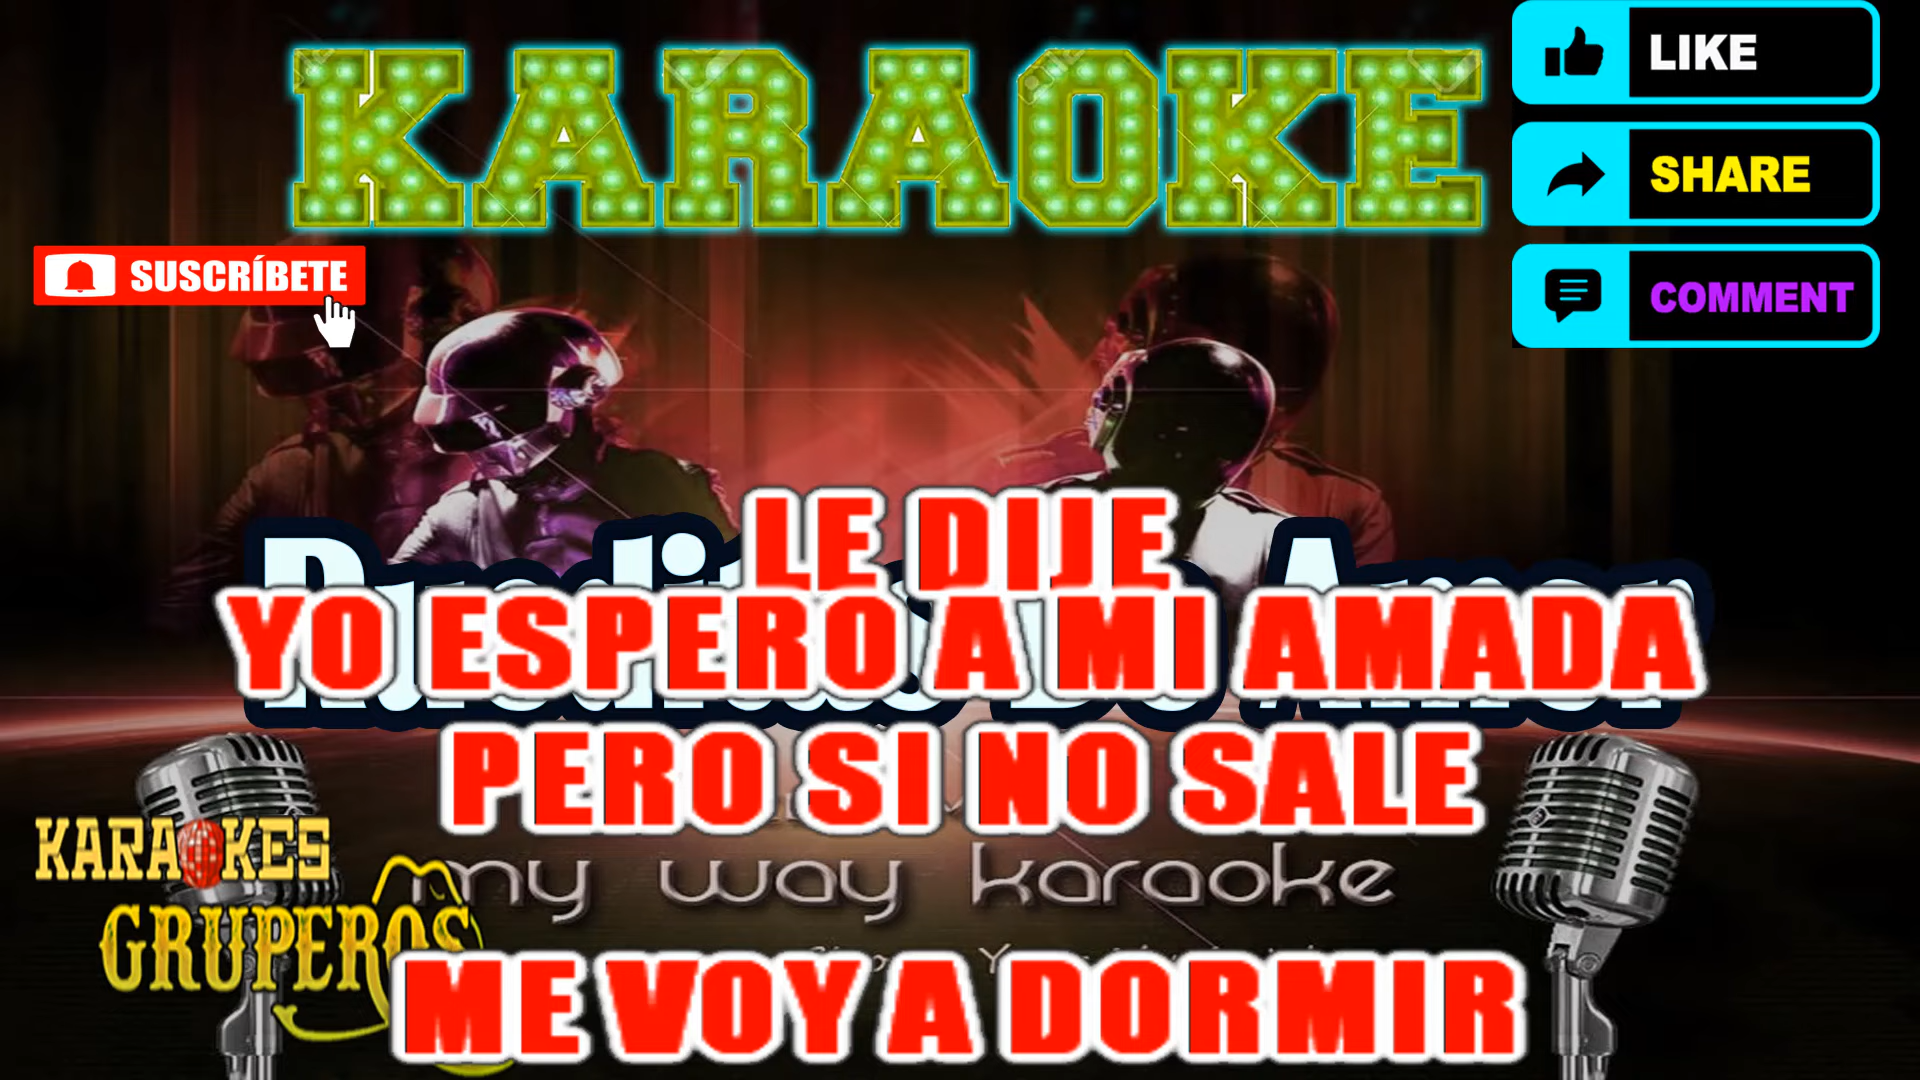 KARAOKE
LIKE
SHARE
COMMENT
SUSCRÍBETE
LE DIJE
YO ESPERO A MI AMADA
PERO SI NO SALE
my way karaoke
KARAOKES
GRUPEROS
ME VOY A DORMIR